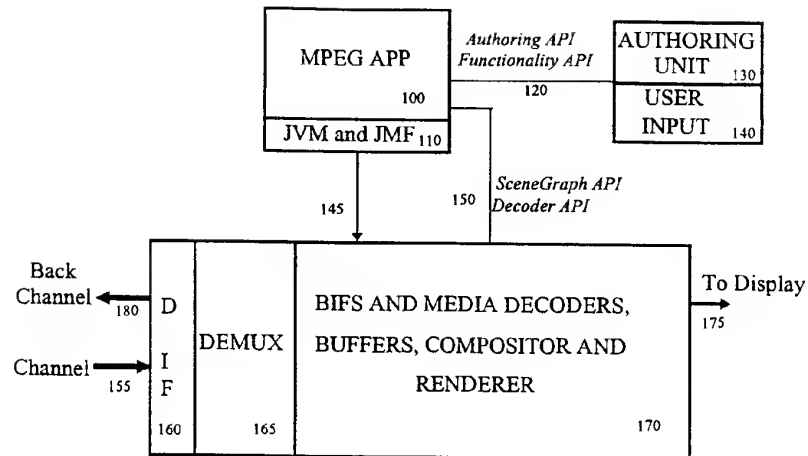 Authoring API
Functionality API
120
MPEG APP
100
JVM and JMF 110
AUTHORING
UNIT 130
USER
INPUT 140
145
150
SceneGraph API
Decoder API
Back
Channel
180
Channel
155
D
I
F
160
DEMUX
165
BIFS AND MEDIA DECODERS,
BUFFERS, COMPOSITOR AND
RENDERER
170
To Display
175